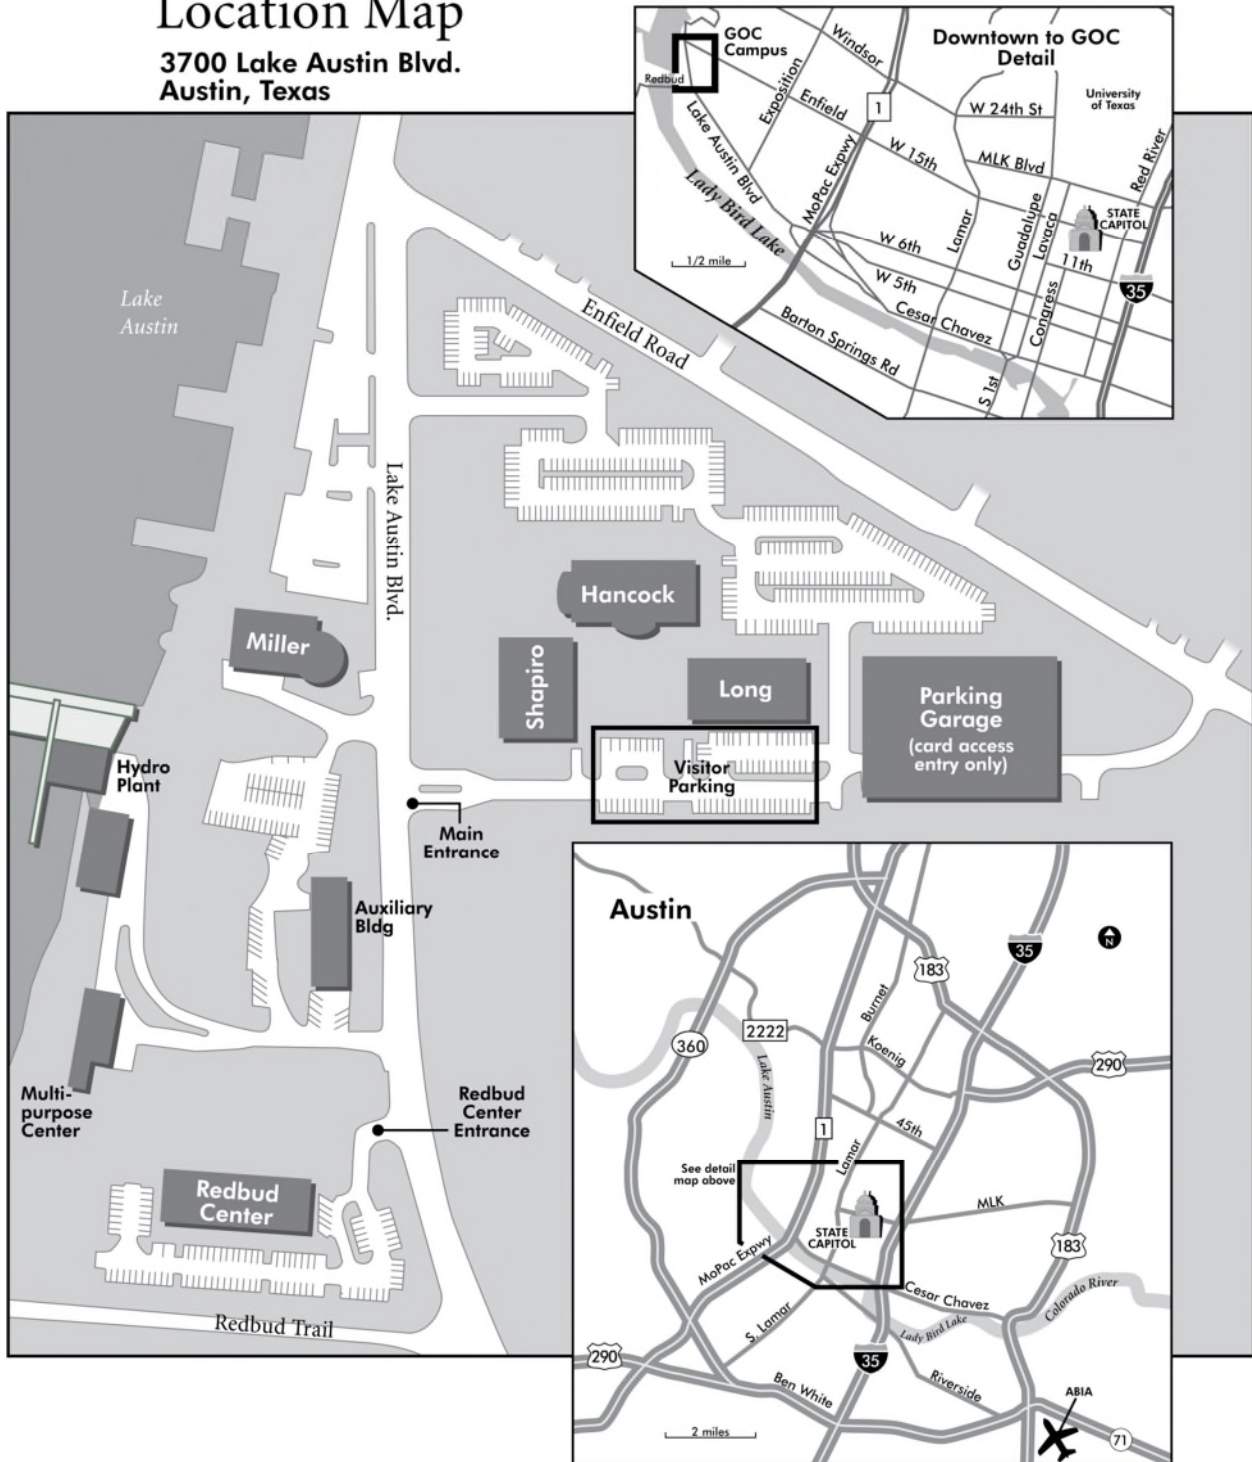 Location Map
3700 Lake Austin Blvd.
Austin, Texas
GOC
Campus
Redbud
Downtown to GOC
Detail
Windsor
Exposition
Enfield
1
W 24th St
University
of Texas
Lake Austin Blvd
MoPac Expwy
W 15th
MLK Blvd
Red River
Lady Bird Lake
Lamar
Guadalupe
Lavaca
STATE
CAPITOL
11th
W 6th
W 5th
1/2 mile
35
Cesar Chavez
Congress
Barton Springs Rd
S 1st
Lake
Austin
Enfield Road
Lake Austin Blvd.
Hancock
Miller
Shapiro
Long
Parking
Garage
(card access
entry only)
Visitor
Parking
Hydro
Plant
Main
Entrance
Auxiliary
Bldg
Multi-
purpose
Center
Redbud
Center
Entrance
Redbud
Center
Redbud Trail
Austin
N
35
183
Burnet
2222
360
Koenig
290
Lake Austin
1
45th
Lamar
See detail
map above
MLK
STATE
CAPITOL
183
MoPac Expwy
Cesar Chavez
Colorado River
S. Lamar
Lady Bird Lake
290
35
Ben White
Riverside
ABIA
2 miles
71